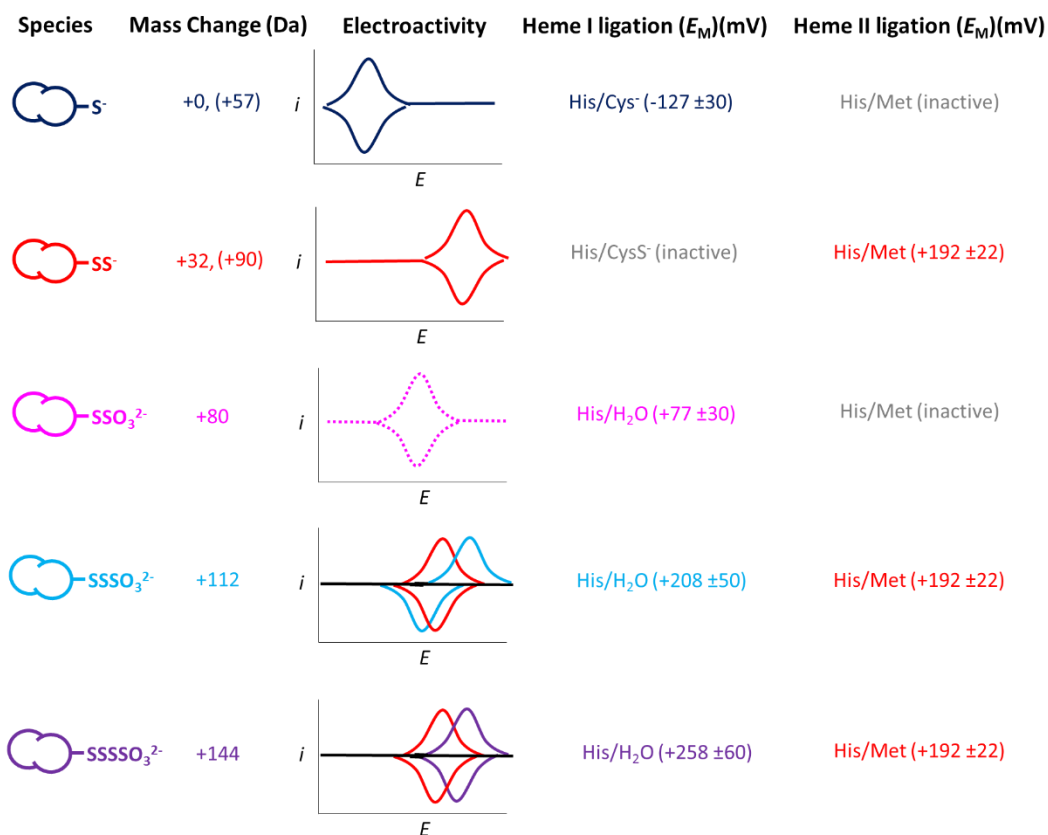 Species Mass Change (Da) Electroactivity Heme I ligation (E_M)(mV) Heme II ligation (E_M)(mV)
S⁻ +0, (+57) i His/Cys⁻ (-127 ±30) His/Met (inactive)
E
SS⁻ +32, (+90) i His/CysS⁻ (inactive) His/Met (+192 ±22)
E
SSO₃²⁻ +80 i His/H₂O (+77 ±30) His/Met (inactive)
E
SSSO₃²⁻ +112 i His/H₂O (+208 ±50) His/Met (+192 ±22)
E
SSSSO₃²⁻ +144 i His/H₂O (+258 ±60) His/Met (+192 ±22)
E